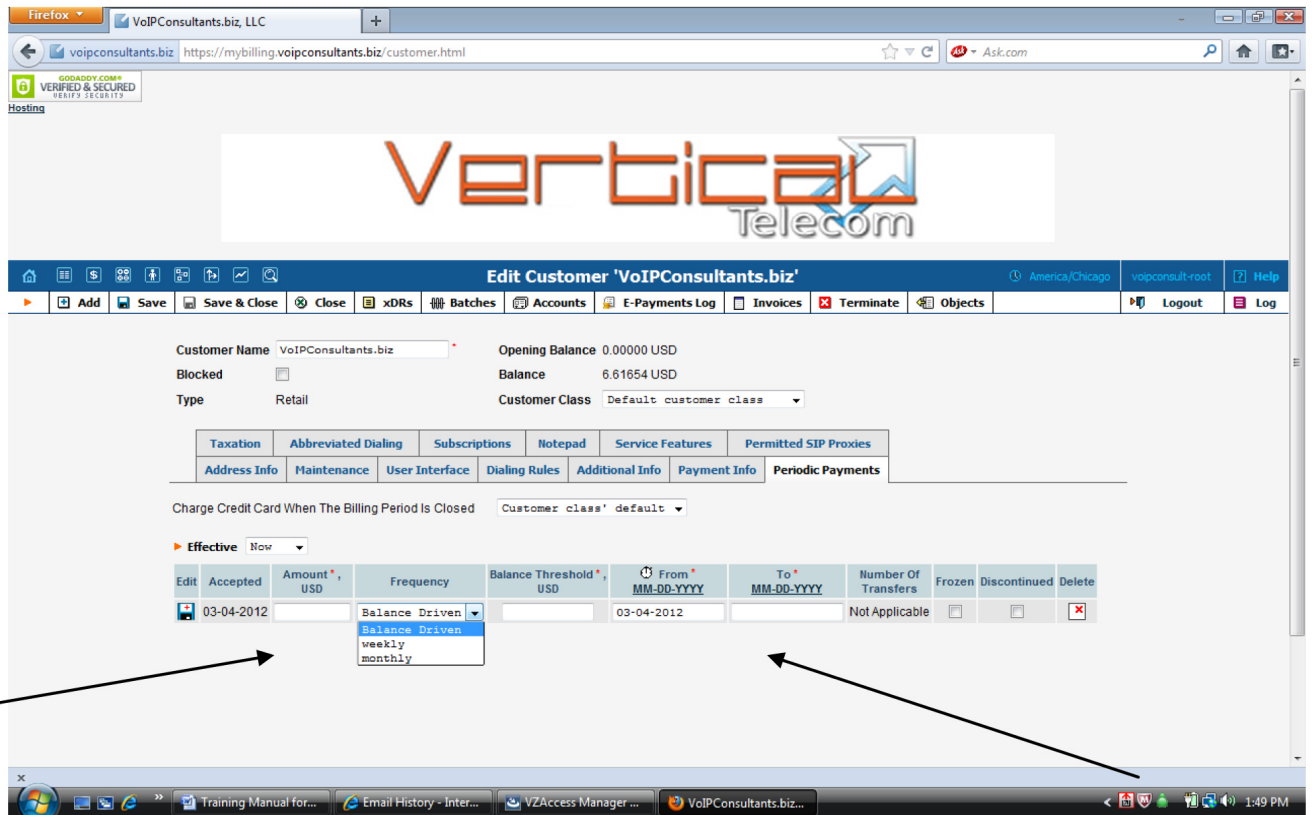 Firefox
VoIPConsultants.biz, LLC
+
voipconsultants.biz https://mybilling.voipconsultants.biz/customer.html
Ask.com
GODADDY.COM®
VERIFIED & SECURED
VERIFY SECURITY
Hosting
Vertical
Telecom
Edit Customer 'VoIPConsultants.biz' America/Chicago voipconsult-root Help
Add Save Save & Close Close xDRs Batches Accounts E-Payments Log Invoices Terminate Objects Logout Log
Customer Name VoIPConsultants.biz * Opening Balance 0.00000 USD
Blocked Balance 6.61654 USD
Type Retail Customer Class Default customer class
Taxation Abbreviated Dialing Subscriptions Notepad Service Features Permitted SIP Proxies
Address Info Maintenance User Interface Dialing Rules Additional Info Payment Info Periodic Payments
Charge Credit Card When The Billing Period Is Closed Customer class' default
Effective Now
Edit Accepted Amount *, USD Frequency Balance Threshold *, USD From * MM-DD-YYYY To * MM-DD-YYYY Number Of Transfers Frozen Discontinued Delete
03-04-2012 Balance Driven 03-04-2012 Not Applicable
Balance Driven
weekly
monthly
x
Training Manual for... Email History - Inter... VZAccess Manager ... VoIPConsultants.biz... 1:49 PM